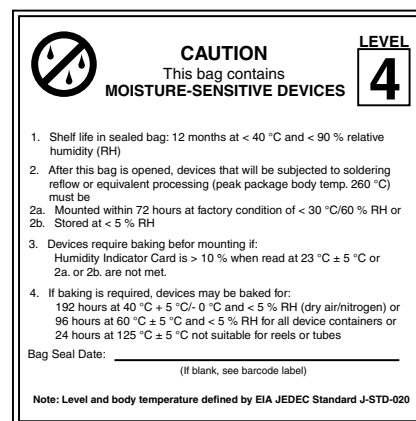 LEVEL
4
CAUTION
This bag contains
MOISTURE-SENSITIVE DEVICES
1. Shelf life in sealed bag: 12 months at < 40 °C and < 90 % relative
humidity (RH)
2. After this bag is opened, devices that will be subjected to soldering
reflow or equivalent processing (peak package body temp. 260 °C)
must be
2a. Mounted within 72 hours at factory condition of < 30 °C/60 % RH or
2b. Stored at < 5 % RH
3. Devices require baking befor mounting if:
Humidity Indicator Card is > 10 % when read at 23 °C ± 5 °C or
2a. or 2b. are not met.
4. If baking is required, devices may be baked for:
192 hours at 40 °C + 5 °C/- 0 °C and < 5 % RH (dry air/nitrogen) or
96 hours at 60 °C ± 5 °C and < 5 % RH for all device containers or
24 hours at 125 °C ± 5 °C not suitable for reels or tubes
Bag Seal Date:
(If blank, see barcode label)
Note: Level and body temperature defined by EIA JEDEC Standard J-STD-020